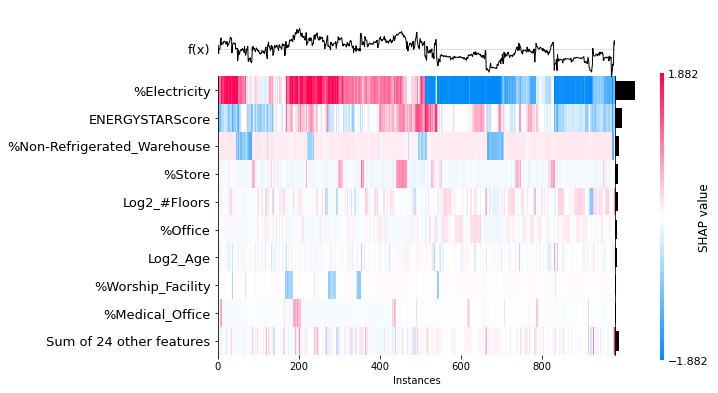 f(x)
%Electricity
ENERGYSTARScore
%Non-Refrigerated_Warehouse
%Store
Log2_#Floors
%Office
Log2_Age
%Worship_Facility
%Medical_Office
Sum of 24 other features
0 200 400 600 800
Instances
1.882
SHAP value
−1.882